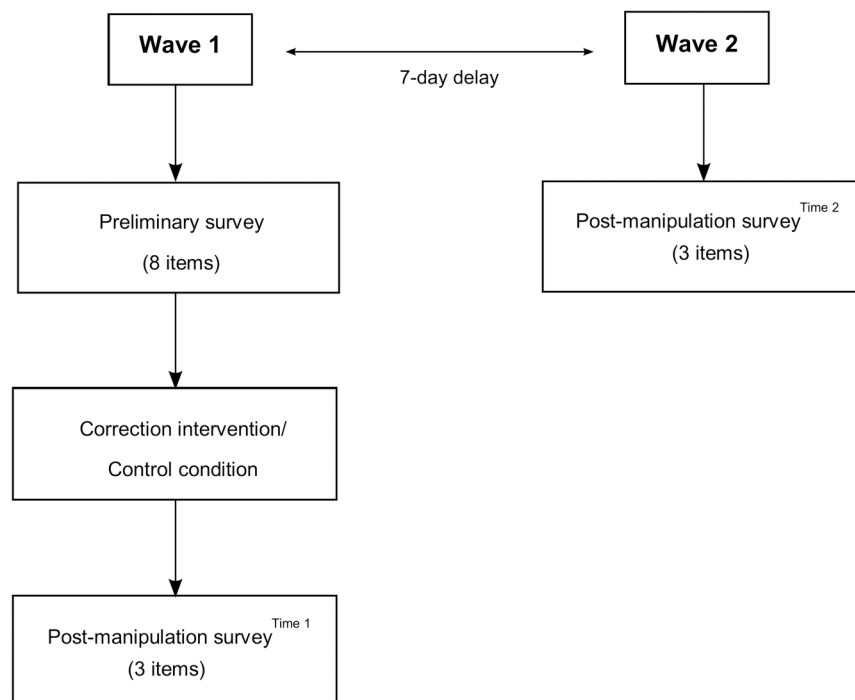 Wave 1
7-day delay
Wave 2
Preliminary survey
(8 items)
Correction intervention/
Control condition
Post-manipulation survey Time 1
(3 items)
Post-manipulation survey Time 2
(3 items)